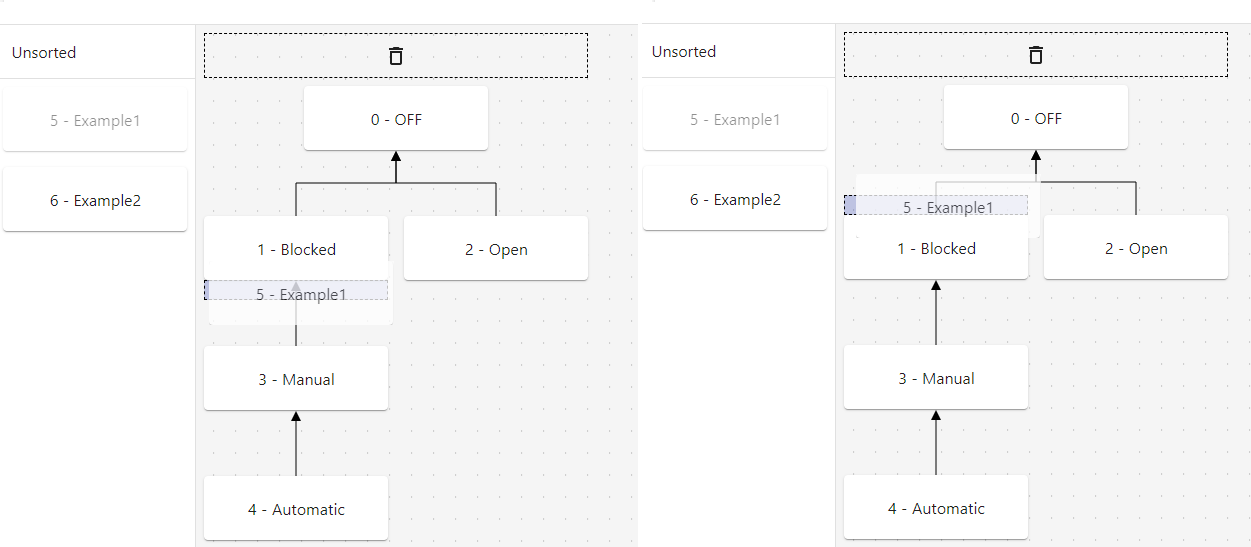 Unsorted
5 - Example1
6 - Example2
0 - OFF
1 - Blocked
2 - Open
5 - Example1
3 - Manual
4 - Automatic
Unsorted
5 - Example1
6 - Example2
0 - OFF
5 - Example1
1 - Blocked
2 - Open
3 - Manual
4 - Automatic